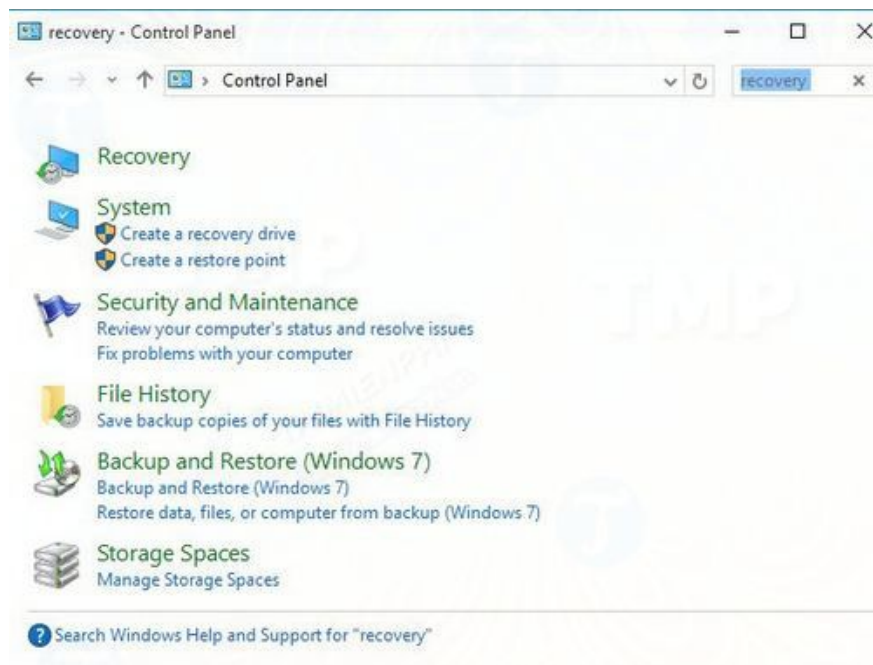 recovery - Control Panel
Control Panel
recovery
Recovery
System
Create a recovery drive
Create a restore point
Security and Maintenance
Review your computer's status and resolve issues
Fix problems with your computer
File History
Save backup copies of your files with File History
Backup and Restore (Windows 7)
Backup and Restore (Windows 7)
Restore data, files, or computer from backup (Windows 7)
Storage Spaces
Manage Storage Spaces
Search Windows Help and Support for "recovery"
TMP